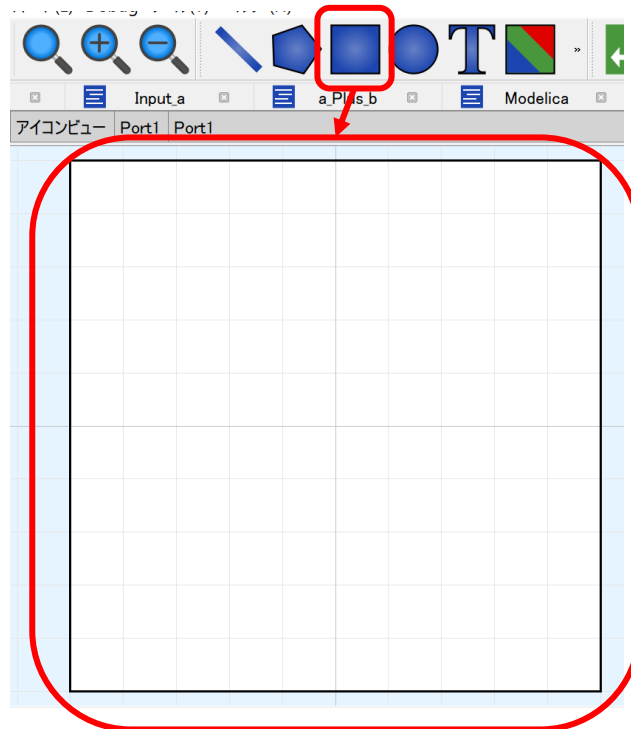 T
»
Input_a a_Plus_b Modelica
アイコンビュー Port1 Port1